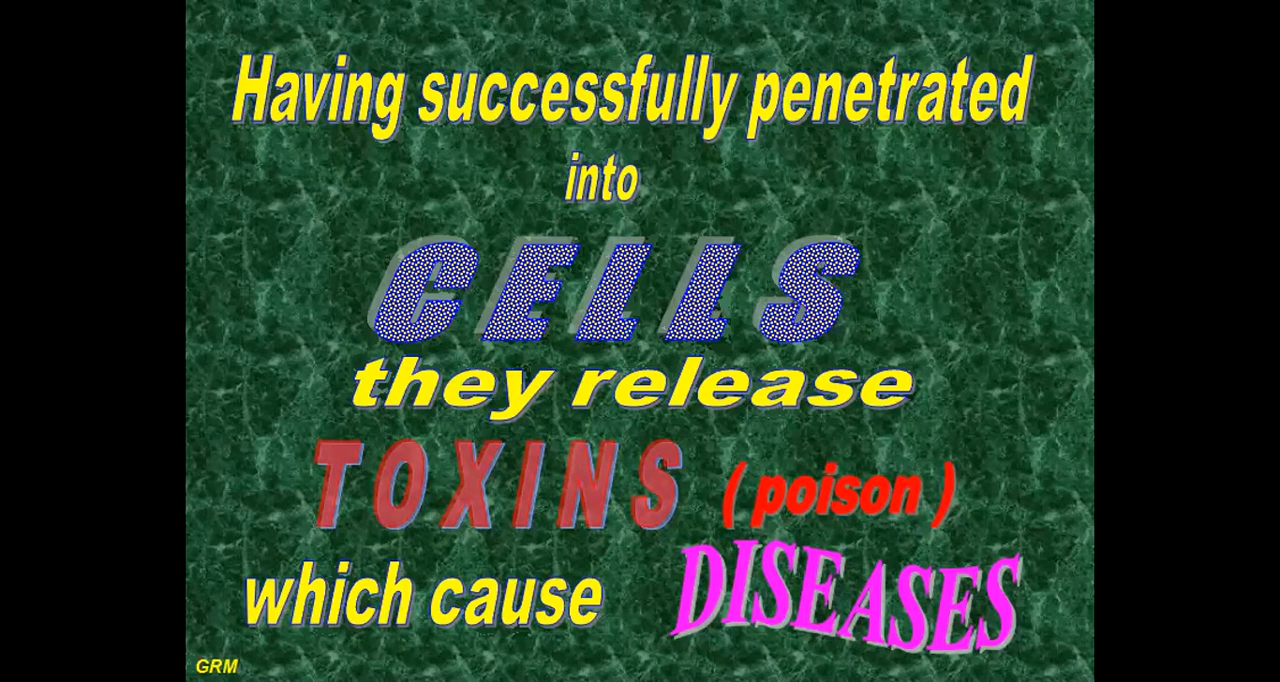 Having successfully penetrated
into
CELLS
they release
TOXINS ( poison )
which cause DISEASES
GRM